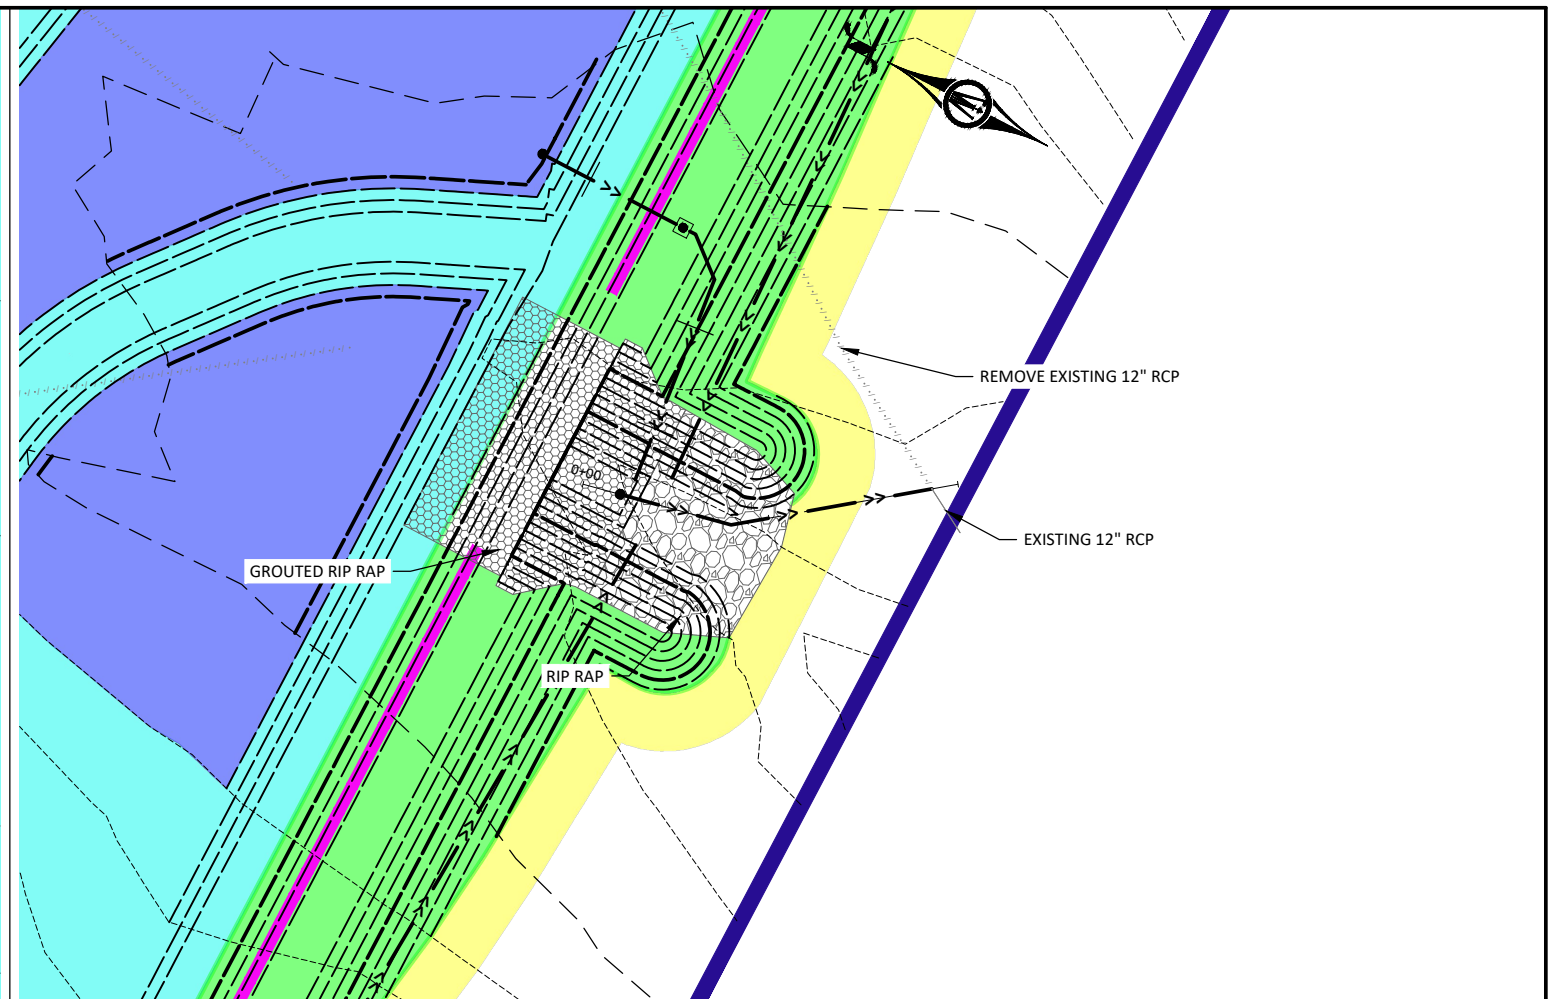 REMOVE EXISTING 12" RCP
0+00
EXISTING 12" RCP
GROUTED RIP RAP
RIP RAP